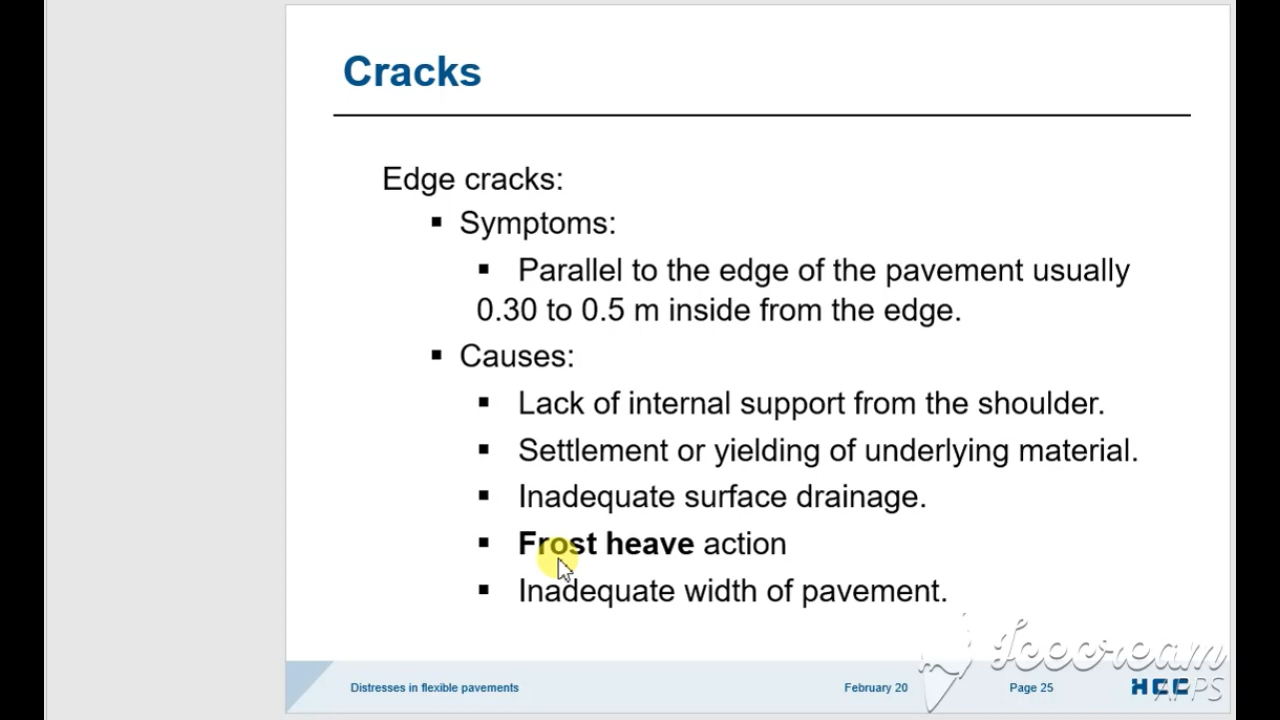 Cracks
Edge cracks:
▪ Symptoms:
▪ Parallel to the edge of the pavement usually
0.30 to 0.5 m inside from the edge.
▪ Causes:
▪ Lack of internal support from the shoulder.
▪ Settlement or yielding of underlying material.
▪ Inadequate surface drainage.
▪ Frost heave action
▪ Inadequate width of pavement.
Distresses in flexible pavements
February 20
Page 25
HCC
Icecream
APPS